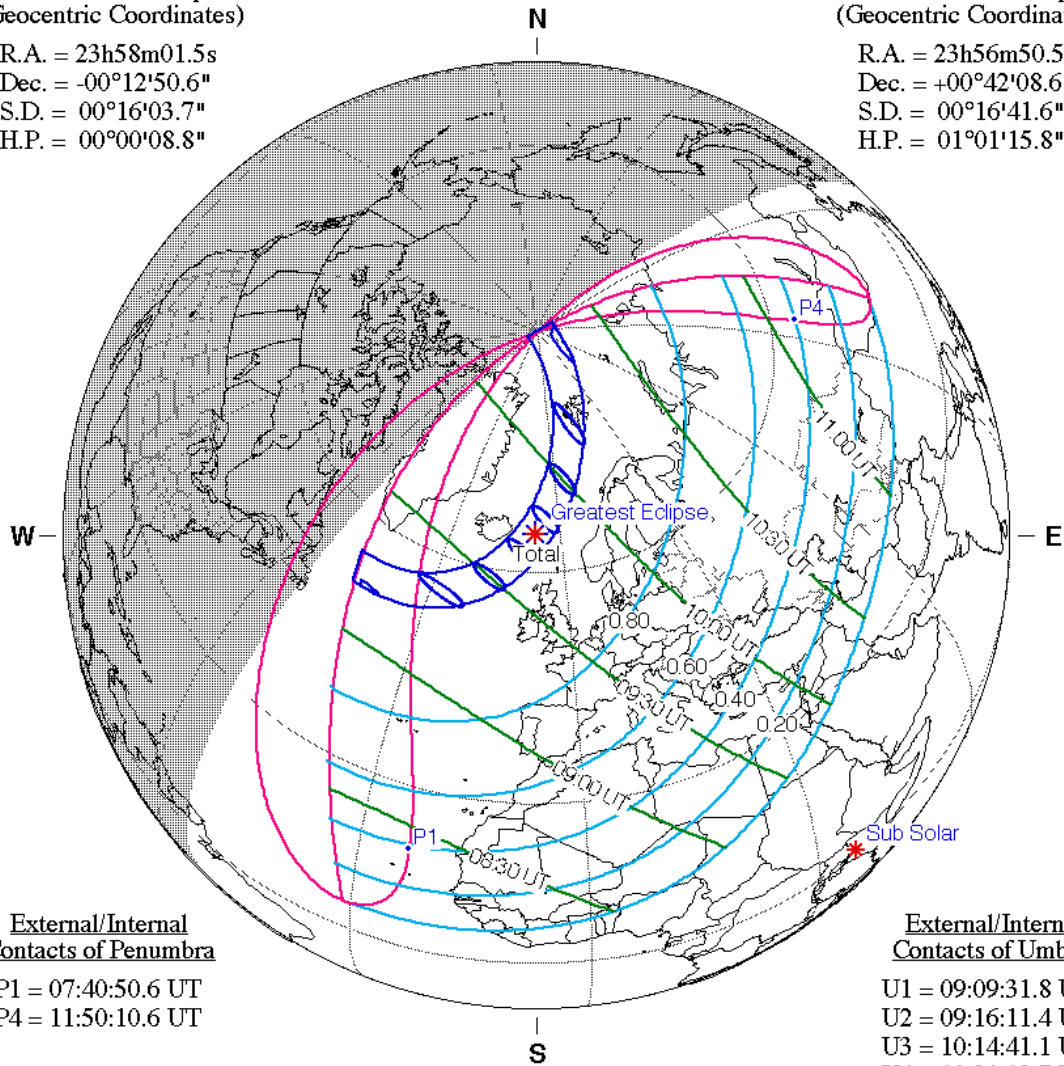 Geocentric Coordinates)
R.A. = 23h58m01.5s
Dec. = -00°12'50.6"
S.D. = 00°16'03.7"
H.P. = 00°00'08.8"
N
(Geocentric Coordina
R.A. = 23h56m50.5
Dec. = +00°42'08.6
S.D. = 00°16'41.6"
H.P. = 01°01'15.8"
P4
11:00 UT
Greatest Eclipse
10:30 UT
W
E
Total
0.80
10:00 UT
0.60
0.40
09:30 UT
0.20
09:00 UT
P1
Sub Solar
08:30 UT
External/Internal
Contacts of Penumbra
P1 = 07:40:50.6 UT
P4 = 11:50:10.6 UT
S
External/Intern
Contacts of Umb
U1 = 09:09:31.8 U
U2 = 09:16:11.4 U
U3 = 10:14:41.1 U